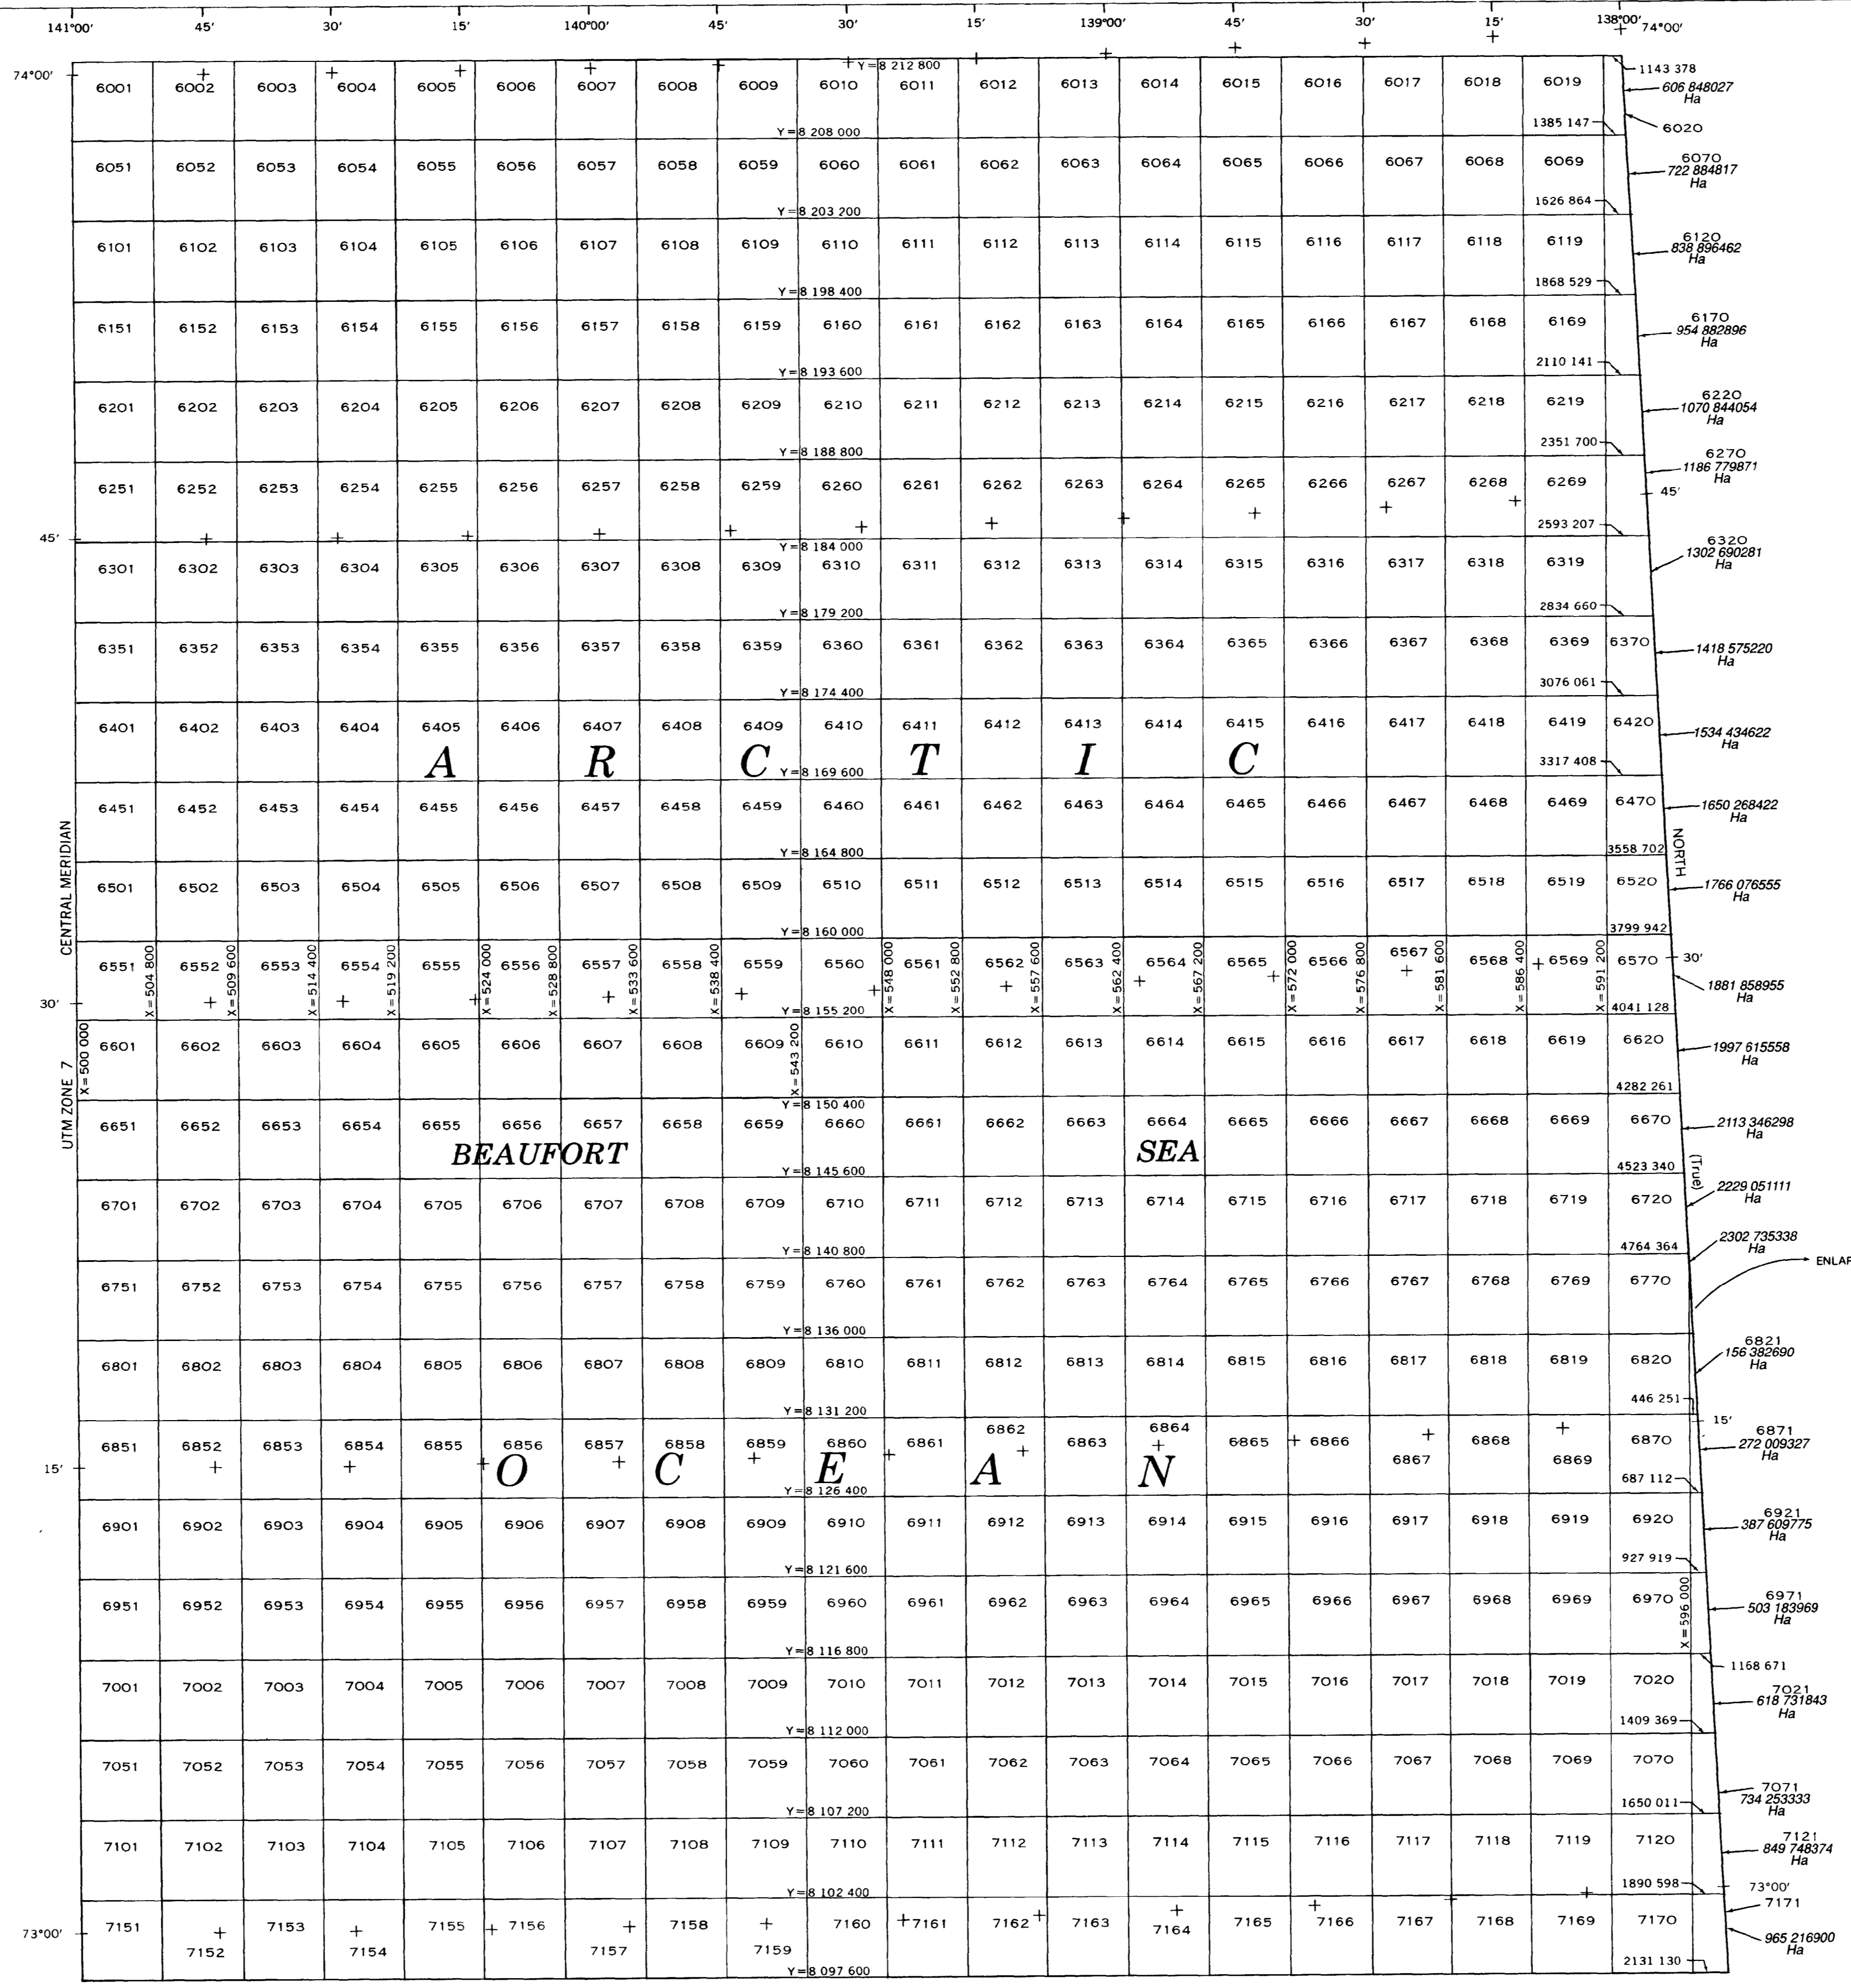 141°00' 45' 30' 15' 140°00' 45' 30' 15' 139°00' 45' 30' 15' 138°00' 74°00'
74°00'
Y=8 212 800
1143 378
6001 6002 6003 6004 6005 6006 6007 6008 6009 6010 6011 6012 6013 6014 6015 6016 6017 6018 6019
606 848027
Ha
Y=8 208 000 1385 147
6020
6051 6052 6053 6054 6055 6056 6057 6058 6059 6060 6061 6062 6063 6064 6065 6066 6067 6068 6069 6070
722 884817
Ha
Y=8 203 200 1626 864
6101 6102 6103 6104 6105 6106 6107 6108 6109 6110 6111 6112 6113 6114 6115 6116 6117 6118 6119 6120
838 896462
Ha
Y=8 198 400 1868 529
6151 6152 6153 6154 6155 6156 6157 6158 6159 6160 6161 6162 6163 6164 6165 6166 6167 6168 6169 6170
954 882896
Ha
Y=8 193 600 2110 141
6201 6202 6203 6204 6205 6206 6207 6208 6209 6210 6211 6212 6213 6214 6215 6216 6217 6218 6219 6220
1070 844054
Ha
Y=8 188 800 2351 700
6251 6252 6253 6254 6255 6256 6257 6258 6259 6260 6261 6262 6263 6264 6265 6266 6267 6268 6269 6270
1186 779871
Ha
45'
45'
Y=8 184 000 2593 207
6301 6302 6303 6304 6305 6306 6307 6308 6309 6310 6311 6312 6313 6314 6315 6316 6317 6318 6319 6320
1302 690281
Ha
Y=8 179 200 2834 660
6351 6352 6353 6354 6355 6356 6357 6358 6359 6360 6361 6362 6363 6364 6365 6366 6367 6368 6369 6370
1418 575220
Ha
Y=8 174 400 3076 061
6401 6402 6403 6404 6405 6406 6407 6408 6409 6410 6411 6412 6413 6414 6415 6416 6417 6418 6419 6420
1534 434622
Ha
ARCTIC
Y=8 169 600 3317 408
6451 6452 6453 6454 6455 6456 6457 6458 6459 6460 6461 6462 6463 6464 6465 6466 6467 6468 6469 6470
1650 268422
Ha
CENTRAL MERIDIAN
NORTH
Y=8 164 800 3558 702
6501 6502 6503 6504 6505 6506 6507 6508 6509 6510 6511 6512 6513 6514 6515 6516 6517 6518 6519 6520
1766 076555
Ha
Y=8 160 000 3799 942
6551 6552 6553 6554 6555 6556 6557 6558 6559 6560 6561 6562 6563 6564 6565 6566 6567 6568 6569 6570
30'
1881 858955
Ha
X=504 800 X=509 600 X=514 400 X=519 200 X=524 000 X=528 800 X=533 600 X=538 400 X=548 000 X=552 800 X=557 600 X=562 400 X=567 200 X=572 000 X=576 800 X=581 600 X=586 400 X=591 200
30'
Y=8 155 200 4041 128
6601 6602 6603 6604 6605 6606 6607 6608 6609 6610 6611 6612 6613 6614 6615 6616 6617 6618 6619 6620
1997 615558
Ha
X=500 000 X=543 200
UTM ZONE 7
Y=8 150 400 4282 261
6651 6652 6653 6654 6655 6656 6657 6658 6659 6660 6661 6662 6663 6664 6665 6666 6667 6668 6669 6670
2113 346298
Ha
BEAUFORT SEA
Y=8 145 600 4523 340
(True)
6701 6702 6703 6704 6705 6706 6707 6708 6709 6710 6711 6712 6713 6714 6715 6716 6717 6718 6719 6720
2229 051111
Ha
Y=8 140 800 4764 364
2302 735338
Ha
ENLAR
6751 6752 6753 6754 6755 6756 6757 6758 6759 6760 6761 6762 6763 6764 6765 6766 6767 6768 6769 6770
Y=8 136 000
6801 6802 6803 6804 6805 6806 6807 6808 6809 6810 6811 6812 6813 6814 6815 6816 6817 6818 6819 6820 6821
156 382690
Ha
Y=8 131 200 446 251
15'
6851 6852 6853 6854 6855 6856 6857 6858 6859 6860 6861 6862 6863 6864 6865 6866 6867 6868 6869 6870 6871
272 009327
Ha
15'
OCEAN
Y=8 126 400 687 112
6901 6902 6903 6904 6905 6906 6907 6908 6909 6910 6911 6912 6913 6914 6915 6916 6917 6918 6919 6920 6921
387 609775
Ha
Y=8 121 600 927 919
6951 6952 6953 6954 6955 6956 6957 6958 6959 6960 6961 6962 6963 6964 6965 6966 6967 6968 6969 6970 6971
503 183969
Ha
X=596 000
Y=8 116 800 1168 671
7001 7002 7003 7004 7005 7006 7007 7008 7009 7010 7011 7012 7013 7014 7015 7016 7017 7018 7019 7020 7021
618 731843
Ha
Y=8 112 000 1409 369
7051 7052 7053 7054 7055 7056 7057 7058 7059 7060 7061 7062 7063 7064 7065 7066 7067 7068 7069 7070 7071
734 253333
Ha
Y=8 107 200 1650 011
7101 7102 7103 7104 7105 7106 7107 7108 7109 7110 7111 7112 7113 7114 7115 7116 7117 7118 7119 7120 7121
849 748374
Ha
Y=8 102 400 1890 598
73°00'
7151 7152 7153 7154 7155 7156 7157 7158 7159 7160 7161 7162 7163 7164 7165 7166 7167 7168 7169 7170 7171
73°00'
965 216900
Ha
Y=8 097 600 2131 130